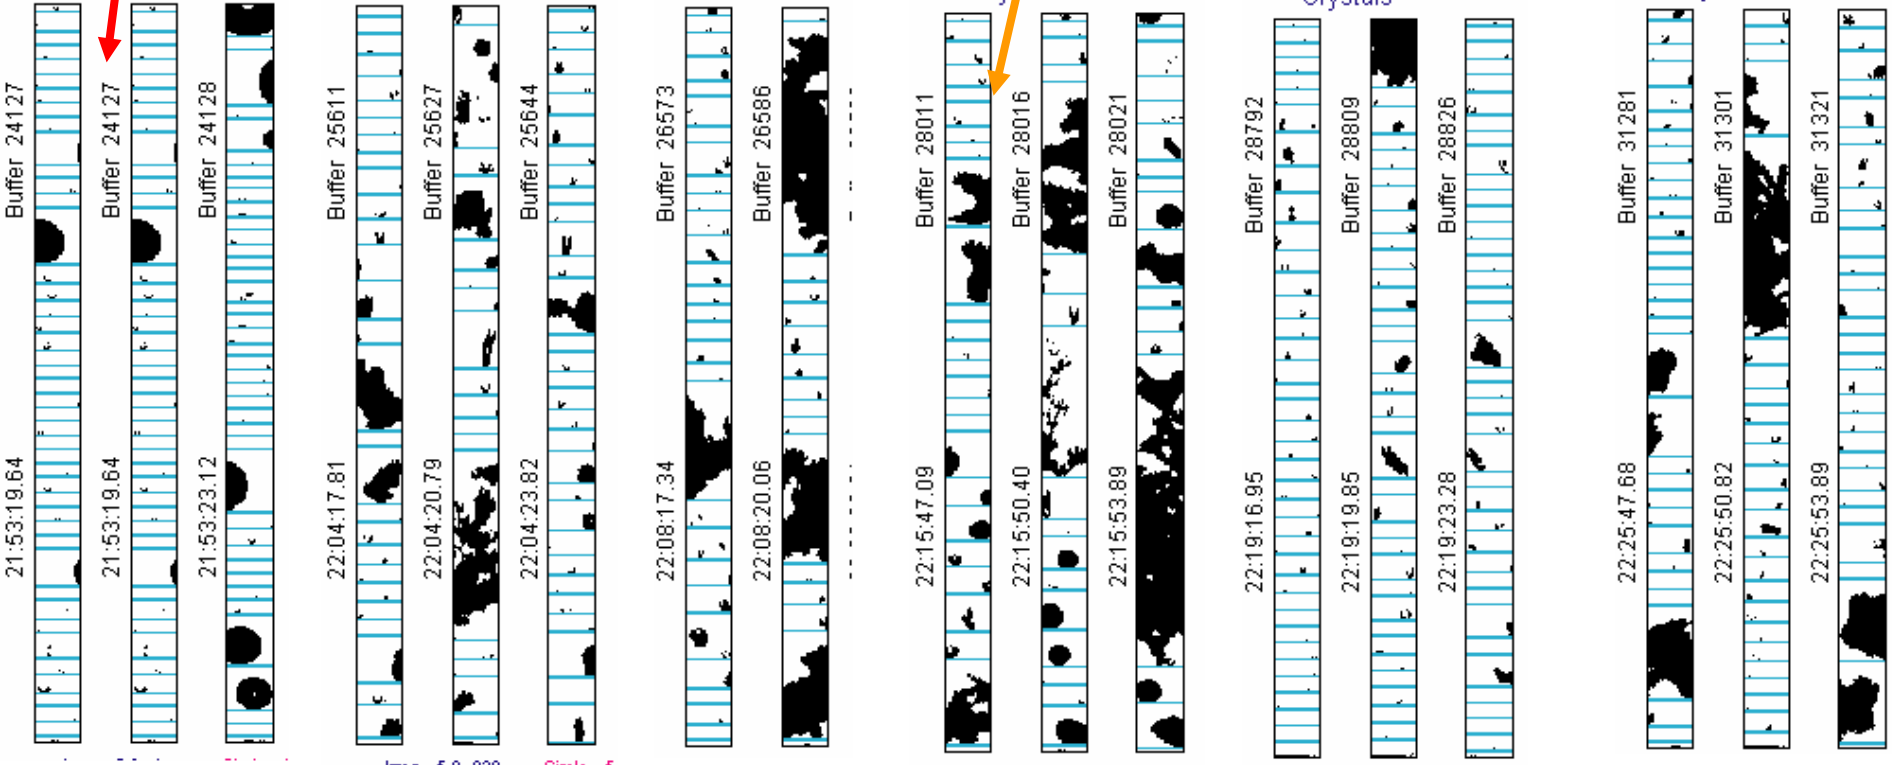 21:53:19.64 Buffer 24127
21:53:19.64 Buffer 24127
21:53:23.12 Buffer 24128
22:04:17.81 Buffer 25611
22:04:20.79 Buffer 25627
22:04:23.82 Buffer 25644
22:08:17.34 Buffer 26573
22:08:20.06 Buffer 26586
22:15:47.09 Buffer 28011
22:15:50.40 Buffer 28016
22:15:53.89 Buffer 28021
Crystals
22:19:16.95 Buffer 28792
22:19:19.85 Buffer 28809
22:19:23.28 Buffer 28826
22:25:47.68 Buffer 31281
22:25:50.82 Buffer 31301
22:25:53.89 Buffer 31321